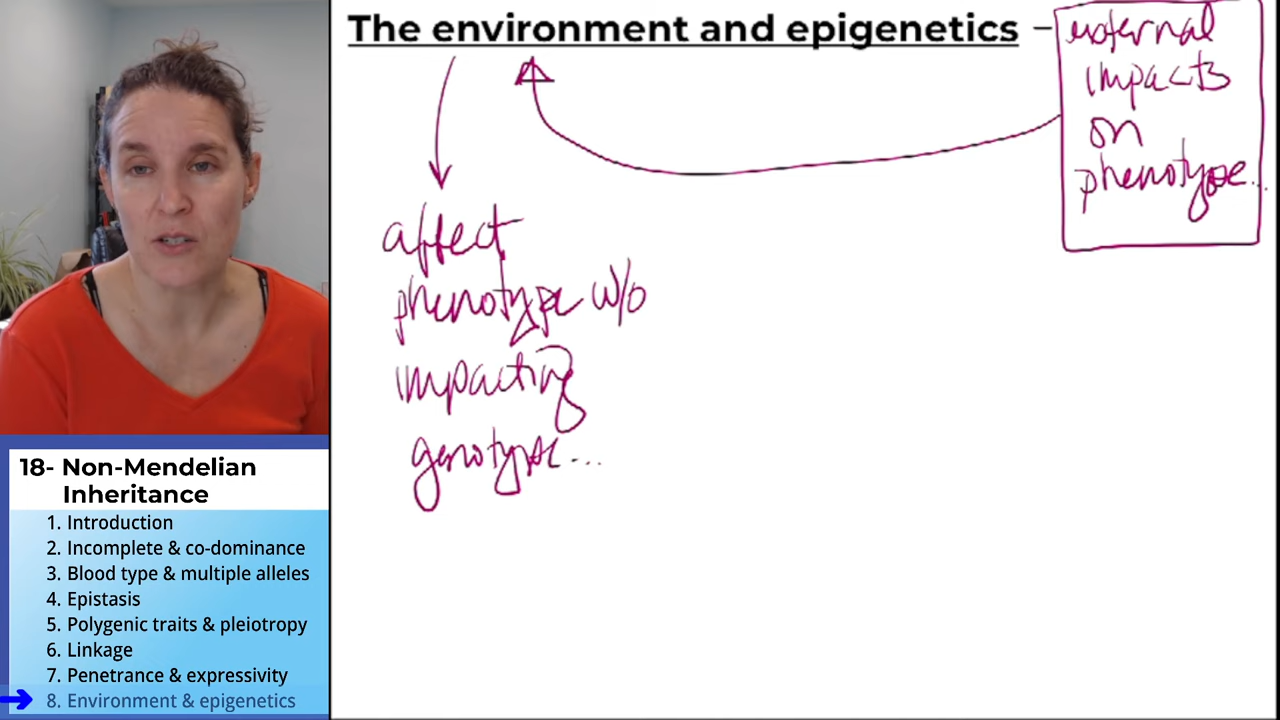 The environment and epigenetics – external
impacts
on
phenotype...
affect
phenotype w/o
impacting
genotype...
18- Non-Mendelian
Inheritance
1. Introduction
2. Incomplete & co-dominance
3. Blood type & multiple alleles
4. Epistasis
5. Polygenic traits & pleiotropy
6. Linkage
7. Penetrance & expressivity
8. Environment & epigenetics